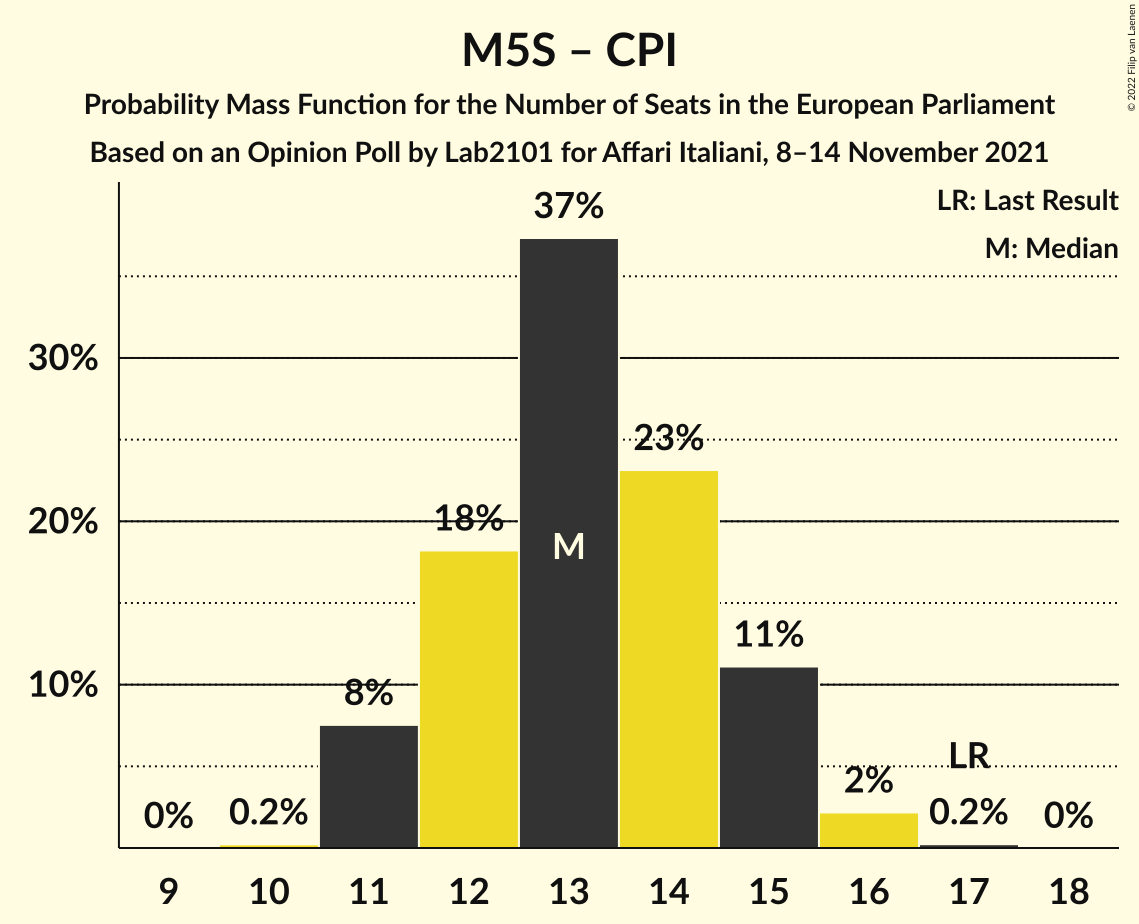 M5S – CPI
Probability Mass Function for the Number of Seats in the European Parliament
Based on an Opinion Poll by Lab2101 for Affari Italiani, 8–14 November 2021
© 2022 Filip van Laenen
LR: Last Result
M: Median
30%
20%
10%
0%
0.2%
8%
18%
37%
M
23%
11%
2%
LR
0.2%
0%
9 10 11 12 13 14 15 16 17 18